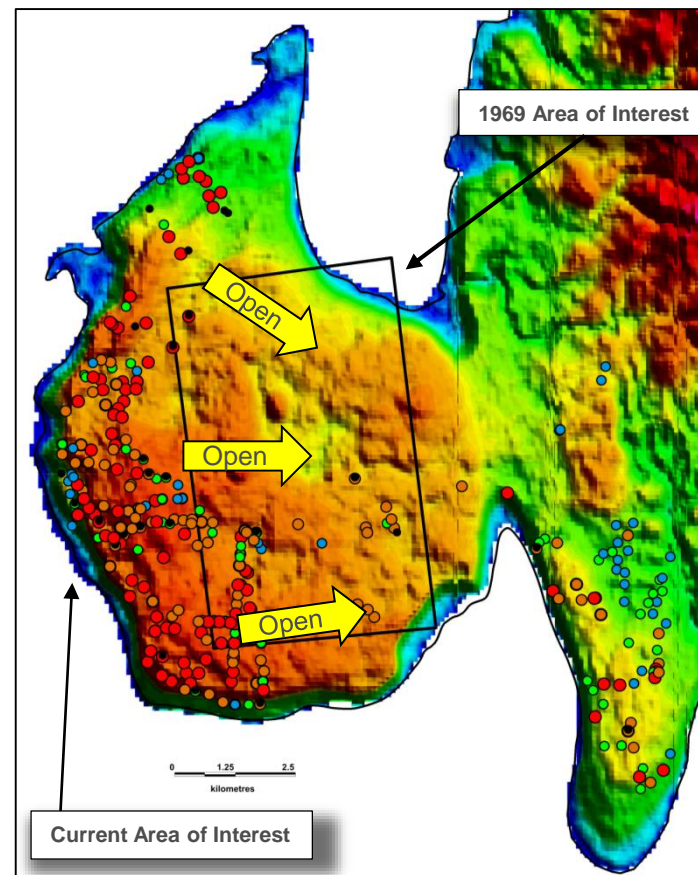 1969 Area of Interest
Open
Open
Open
0 1.25 2.5
kilometres
Current Area of Interest